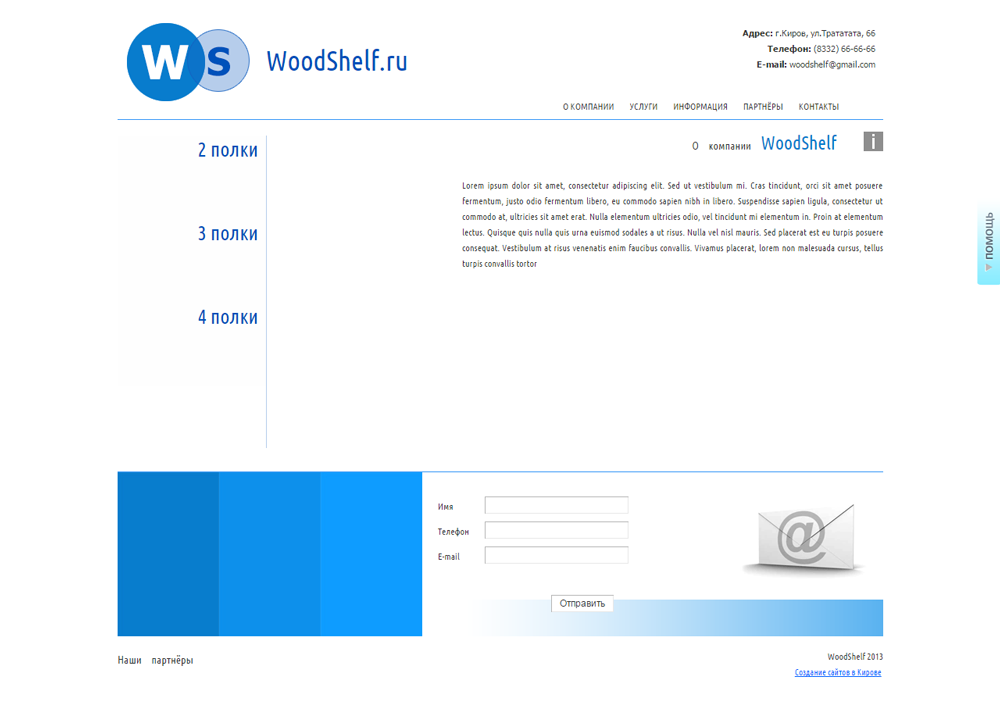 WS
WoodShelf.ru
Адрес: г.Киров, ул.Трататата, 66
Телефон: (8332) 66-66-66
E-mail: woodshelf@gmail.com
О КОМПАНИИ УСЛУГИ ИНФОРМАЦИЯ ПАРТНЁРЫ КОНТАКТЫ
2 полки
3 полки
4 полки
О компании WoodShelf
i
Lorem ipsum dolor sit amet, consectetur adipiscing elit. Sed ut vestibulum mi. Cras tincidunt, orci sit amet posuere
fermentum, justo odio fermentum libero, eu commodo sapien nibh in libero. Suspendisse sapien ligula, consectetur ut
commodo at, ultricies sit amet erat. Nulla elementum ultricies odio, vel tincidunt mi elementum in. Proin at elementum
lectus. Quisque quis nulla quis urna euismod sodales a ut risus. Nulla vel nisl mauris. Sed placerat est eu turpis posuere
consequat. Vestibulum at risus venenatis enim faucibus convallis. Vivamus placerat, lorem non malesuada cursus, tellus
turpis convallis tortor
ПОМОЩЬ
Имя
Телефон
E-mail
@
Отправить
Наши партнёры
WoodShelf 2013
Создание сайтов в Кирове